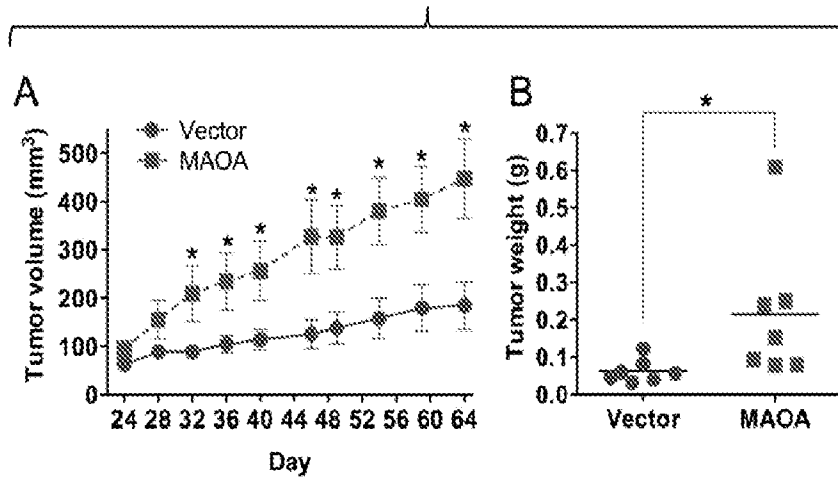 A
B
Tumor volume (mm³)
500
400
300
200
100
0
Vector
MAOA
* * * * * * * *
24 28 32 36 40 44 48 52 56 60 64
Day
Tumor weight (g)
0.7
0.6
0.5
0.4
0.3
0.2
0.1
0.0
*
Vector MAOA